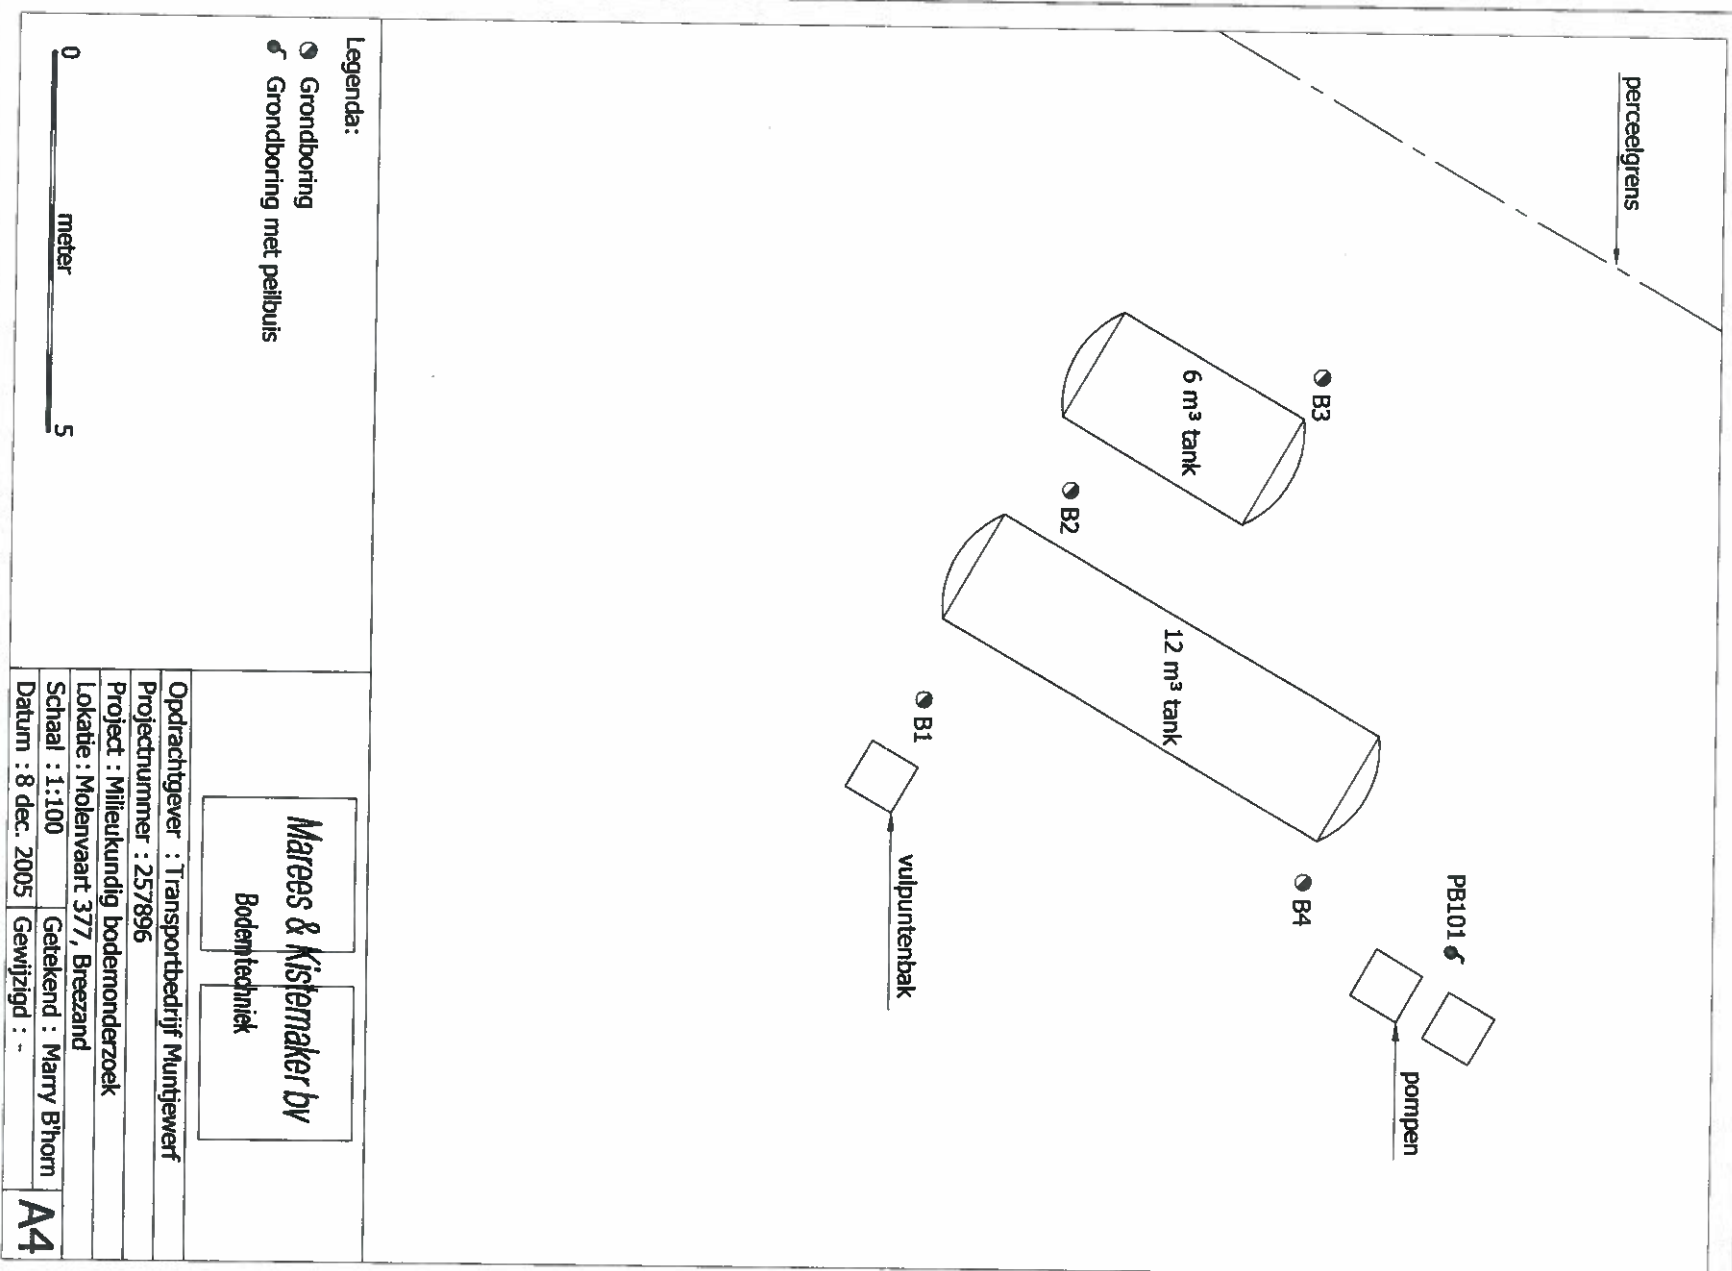 perceelgrens
B3
6 m³ tank
B2
12 m³ tank
B1
vulpuntenbak
B4
PB101
pompen
Legenda:
Grondboring
Grondboring met peilbuis
0 5
meter
Marees & Kistemaker bv
Bodemtechniek
Opdrachtgever : Transportbedrijf Muntjewerf
Projectnummer : 257896
Project : Milieukundig bodemonderzoek
Lokatie : Molenvaart 377, Breezand
Schaal : 1:100 Getekend : Marry B'horn
Datum : 8 dec. 2005 Gewijzigd : -
A4